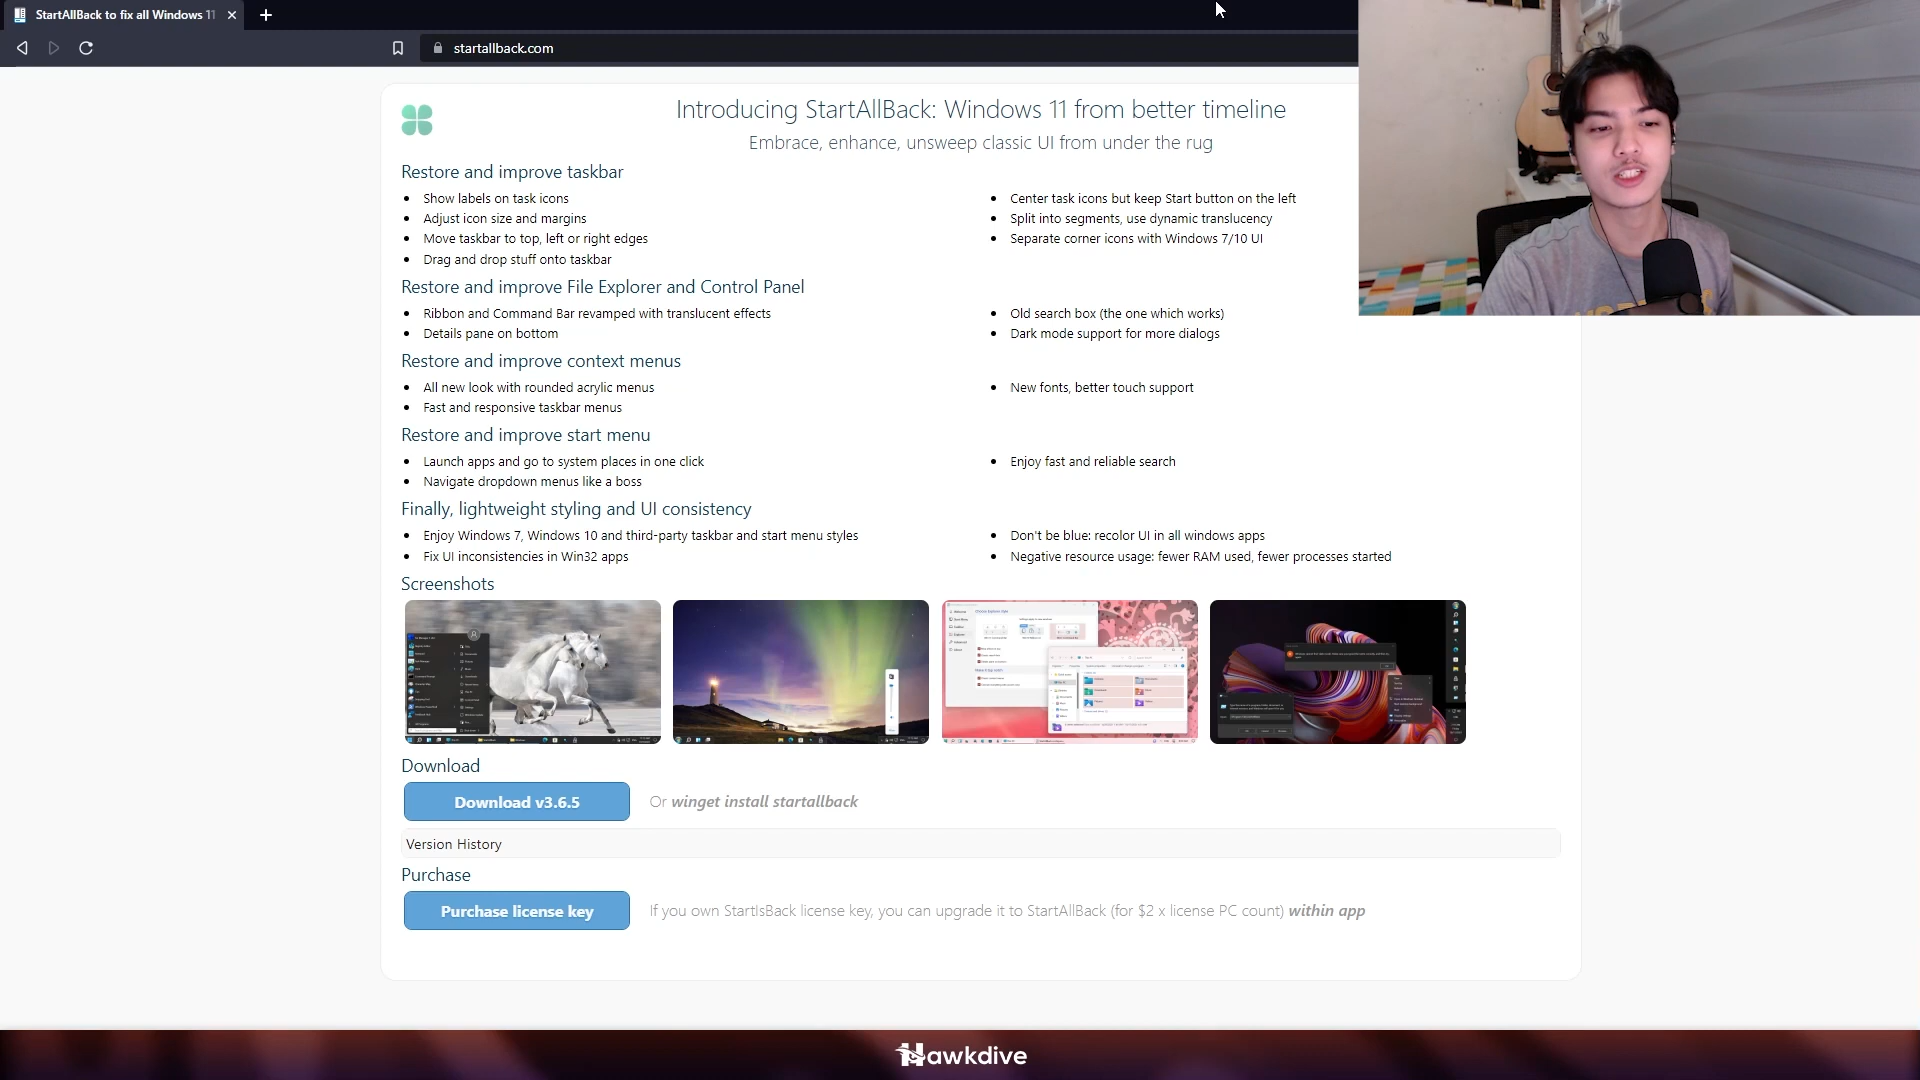 StartAllBack to fix all Windows 11
startallback.com
Introducing StartAllBack: Windows 11 from better timeline
Embrace, enhance, unsweep classic UI from under the rug
Restore and improve taskbar
Show labels on task icons
Adjust icon size and margins
Move taskbar to top, left or right edges
Drag and drop stuff onto taskbar
Center task icons but keep Start button on the left
Split into segments, use dynamic translucency
Separate corner icons with Windows 7/10 UI
Restore and improve File Explorer and Control Panel
Ribbon and Command Bar revamped with translucent effects
Details pane on bottom
Old search box (the one which works)
Dark mode support for more dialogs
Restore and improve context menus
All new look with rounded acrylic menus
Fast and responsive taskbar menus
New fonts, better touch support
Restore and improve start menu
Launch apps and go to system places in one click
Navigate dropdown menus like a boss
Enjoy fast and reliable search
Finally, lightweight styling and UI consistency
Enjoy Windows 7, Windows 10 and third-party taskbar and start menu styles
Fix UI inconsistencies in Win32 apps
Don't be blue: recolor UI in all windows apps
Negative resource usage: fewer RAM used, fewer processes started
Screenshots
Download
Download v3.6.5
Or winget install startallback
Version History
Purchase
Purchase license key
If you own StartIsBack license key, you can upgrade it to StartAllBack (for $2 x license PC count) within app
Hawkdive